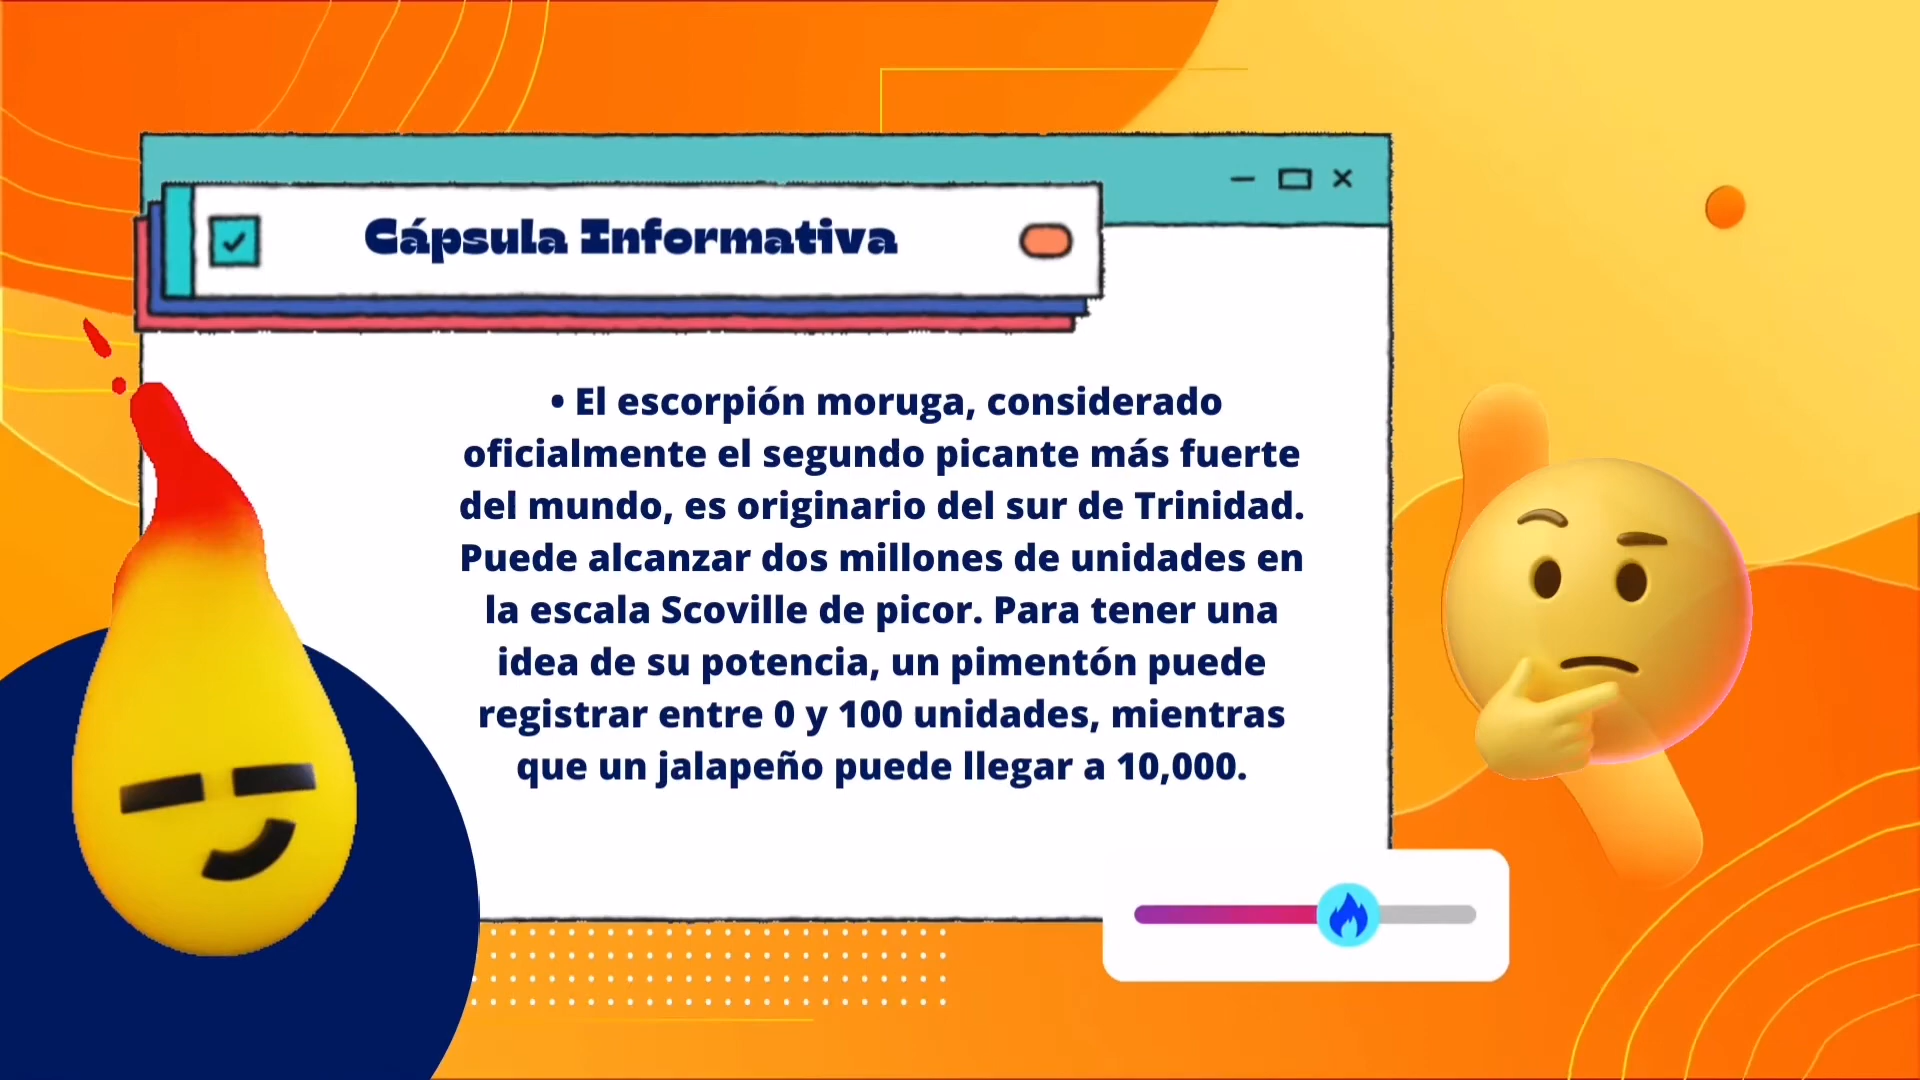 Cápsula Informativa
• El escorpión moruga, considerado
oficialmente el segundo picante más fuerte
del mundo, es originario del sur de Trinidad.
Puede alcanzar dos millones de unidades en
la escala Scoville de picor. Para tener una
idea de su potencia, un pimentón puede
registrar entre 0 y 100 unidades, mientras
que un jalapeño puede llegar a 10,000.